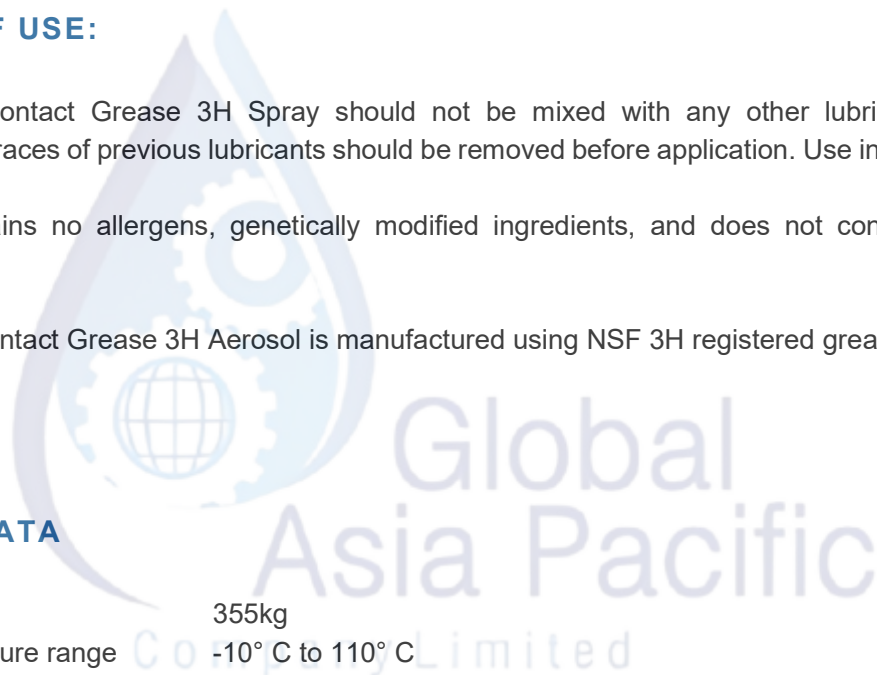 F USE:
ontact Grease 3H Spray should not be mixed with any other lubri
races of previous lubricants should be removed before application. Use in
ins no allergens, genetically modified ingredients, and does not con
ntact Grease 3H Aerosol is manufactured using NSF 3H registered grea
Global
Asia Pacific
ATA
355kg
ure range -10° C to 110° C
Company Limited